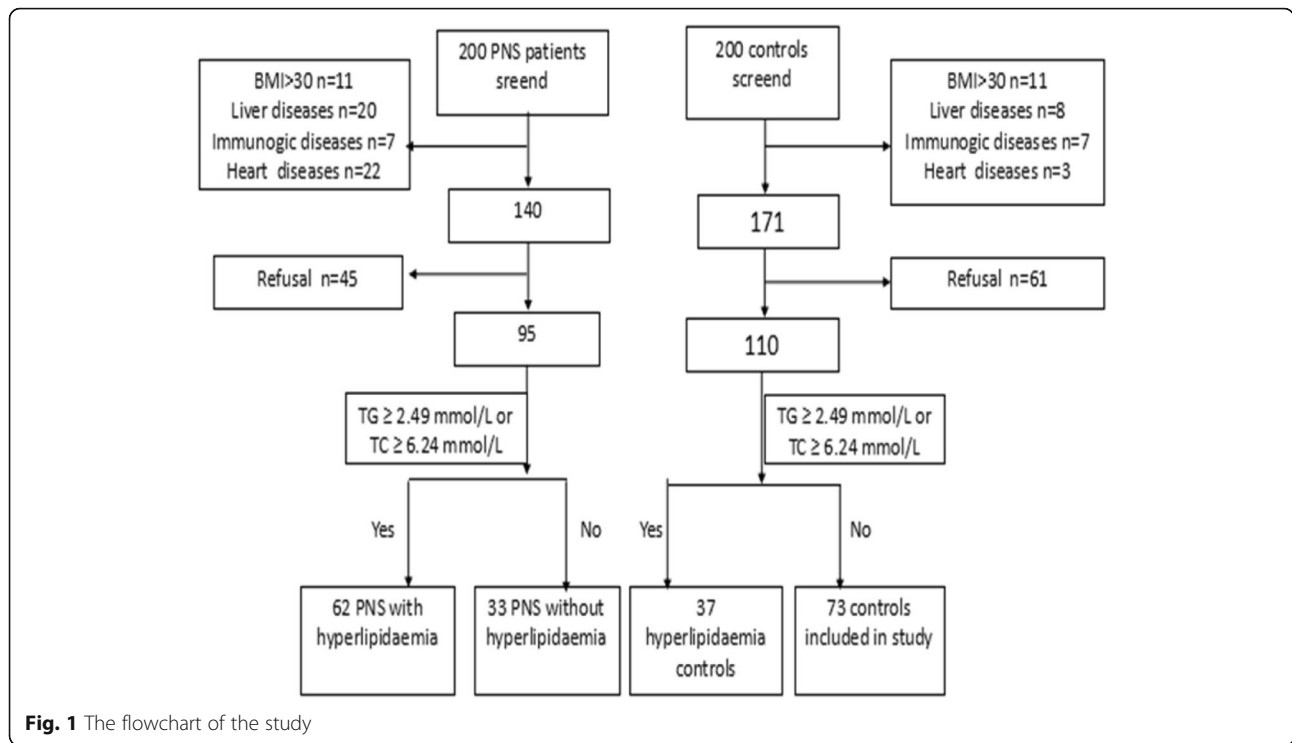 200 PNS patients
sreend
200 controls
screend
BMI>30 n=11
Liver diseases n=20
Immunogic diseases n=7
Heart diseases n=22
BMI>30 n=11
Liver diseases n=8
Immunogic diseases n=7
Heart diseases n=3
140
171
Refusal n=45
Refusal n=61
95
110
TG ≥ 2.49 mmol/L or
TC ≥ 6.24 mmol/L
TG ≥ 2.49 mmol/L or
TC ≥ 6.24 mmol/L
Yes
No
Yes
No
62 PNS with
hyperlipidaemia
33 PNS without
hyperlipidaemia
37
hyperlipidaemia
controls
73 controls
included in study
Fig. 1 The flowchart of the study